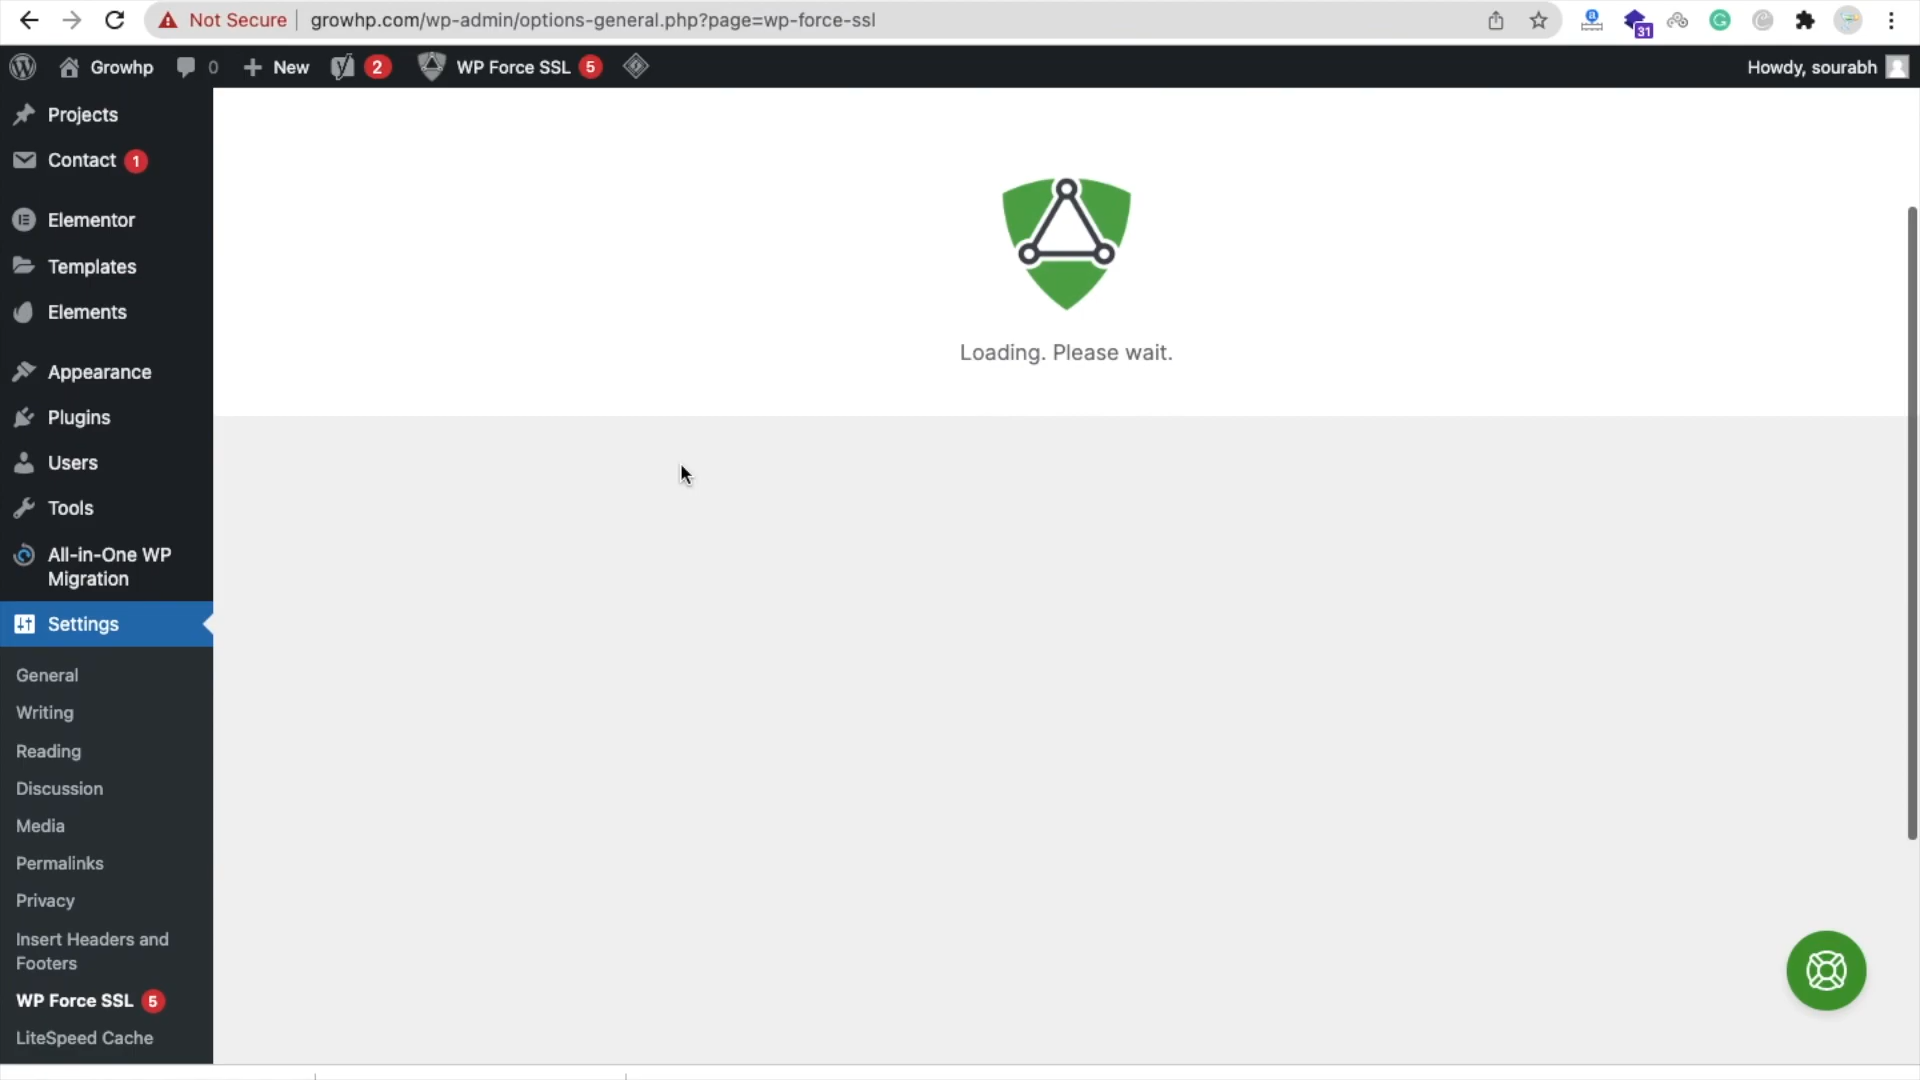 Not Secure growhp.com/wp-admin/options-general.php?page=wp-force-ssl
31
Growhp 0 New 2 WP Force SSL 5 Howdy, sourabh
Projects
Contact 1
Elementor
Templates
Elements
Appearance
Plugins
Users
Tools
All-in-One WP
Migration
Settings
General
Writing
Reading
Discussion
Media
Permalinks
Privacy
Insert Headers and
Footers
WP Force SSL 5
LiteSpeed Cache
Loading. Please wait.